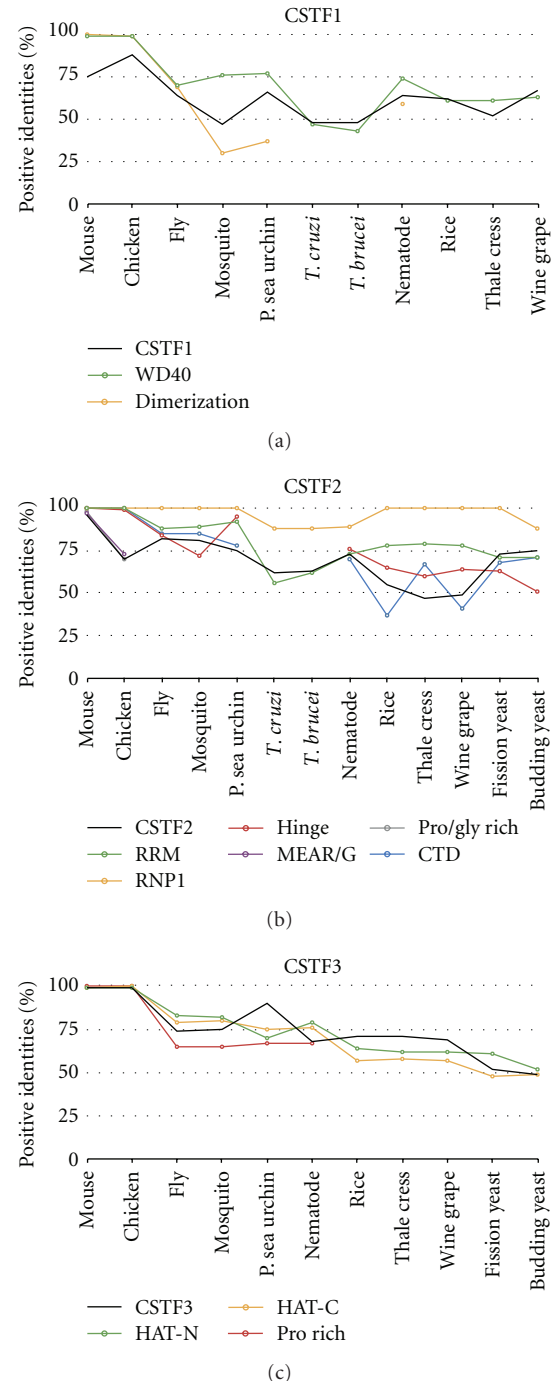 CSTF1
Positive identities (%)
100
75
50
25
0
Mouse
Chicken
Fly
Mosquito
P. sea urchin
T. cruzi
T. brucei
Nematode
Rice
Thale cress
Wine grape
CSTF1
WD40
Dimerization
(a)
CSTF2
Positive identities (%)
100
75
50
25
0
Mouse
Chicken
Fly
Mosquito
P. sea urchin
T. cruzi
T. brucei
Nematode
Rice
Thale cress
Wine grape
Fission yeast
Budding yeast
CSTF2 Hinge Pro/gly rich
RRM MEAR/G CTD
RNP1
(b)
CSTF3
Positive identities (%)
100
75
50
25
0
Mouse
Chicken
Fly
Mosquito
P. sea urchin
Nematode
Rice
Thale cress
Wine grape
Fission yeast
Budding yeast
CSTF3 HAT-C
HAT-N Pro rich
(c)